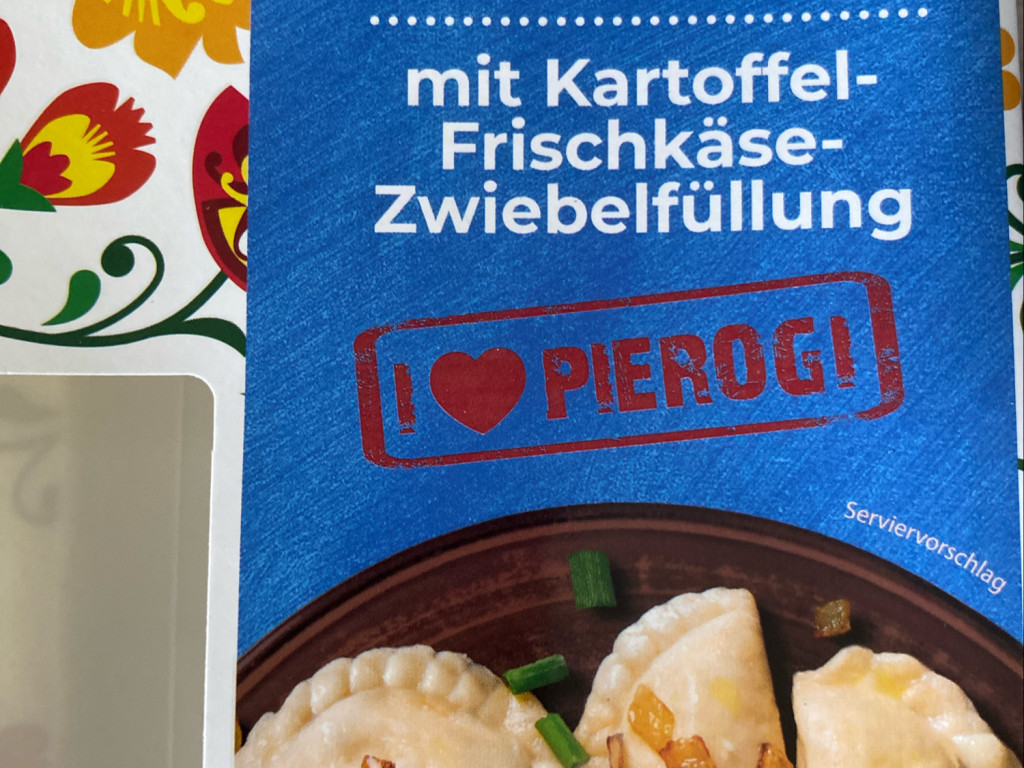 mit Kartoffel-
Frischkäse-
Zwiebelfüllung
I ❤ PIEROGI
Serviervorschlag